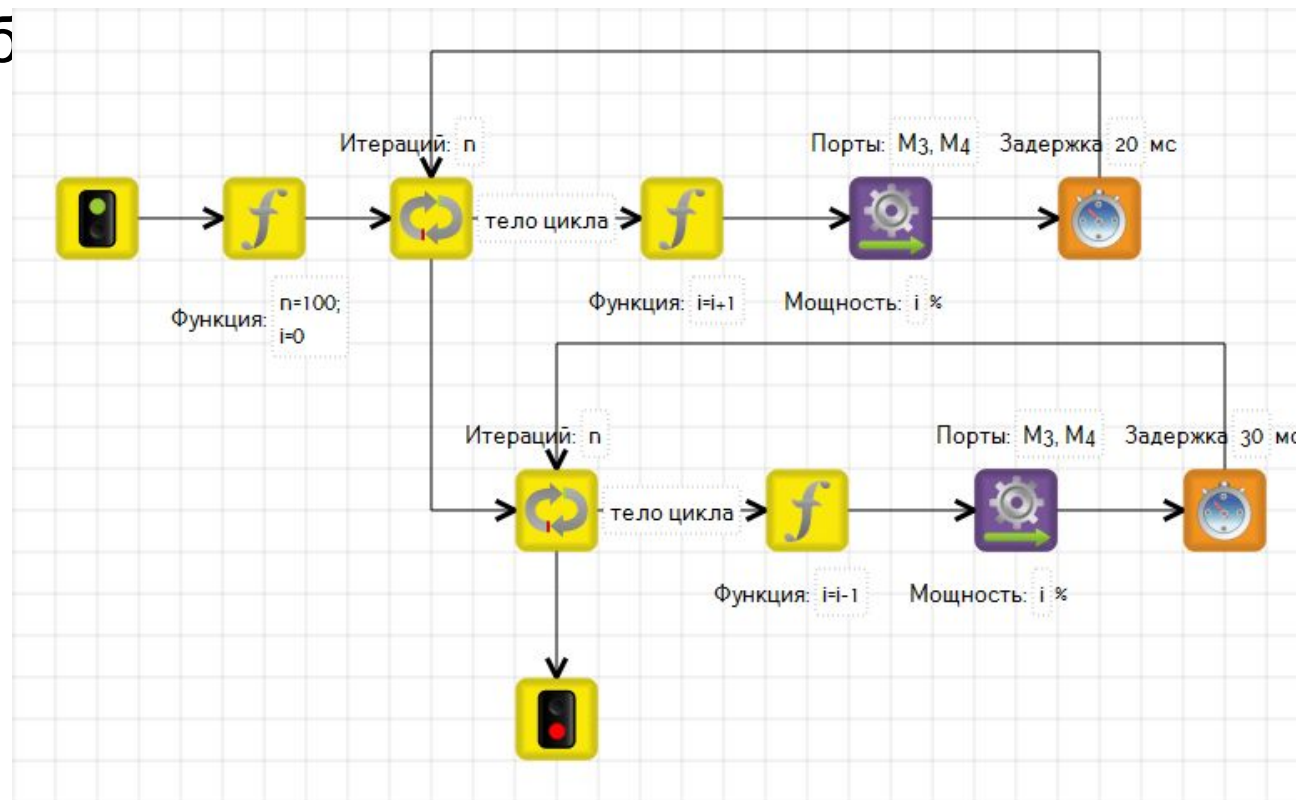 б
Итераций: n
Порты: M3, M4
Задержка 20 мс
тело цикла
Функция: n=100;
i=0
Функция: i=i+1
Мощность: i %
Итераций: n
Порты: M3, M4
Задержка 30 мс
тело цикла
Функция: i=i-1
Мощность: i %